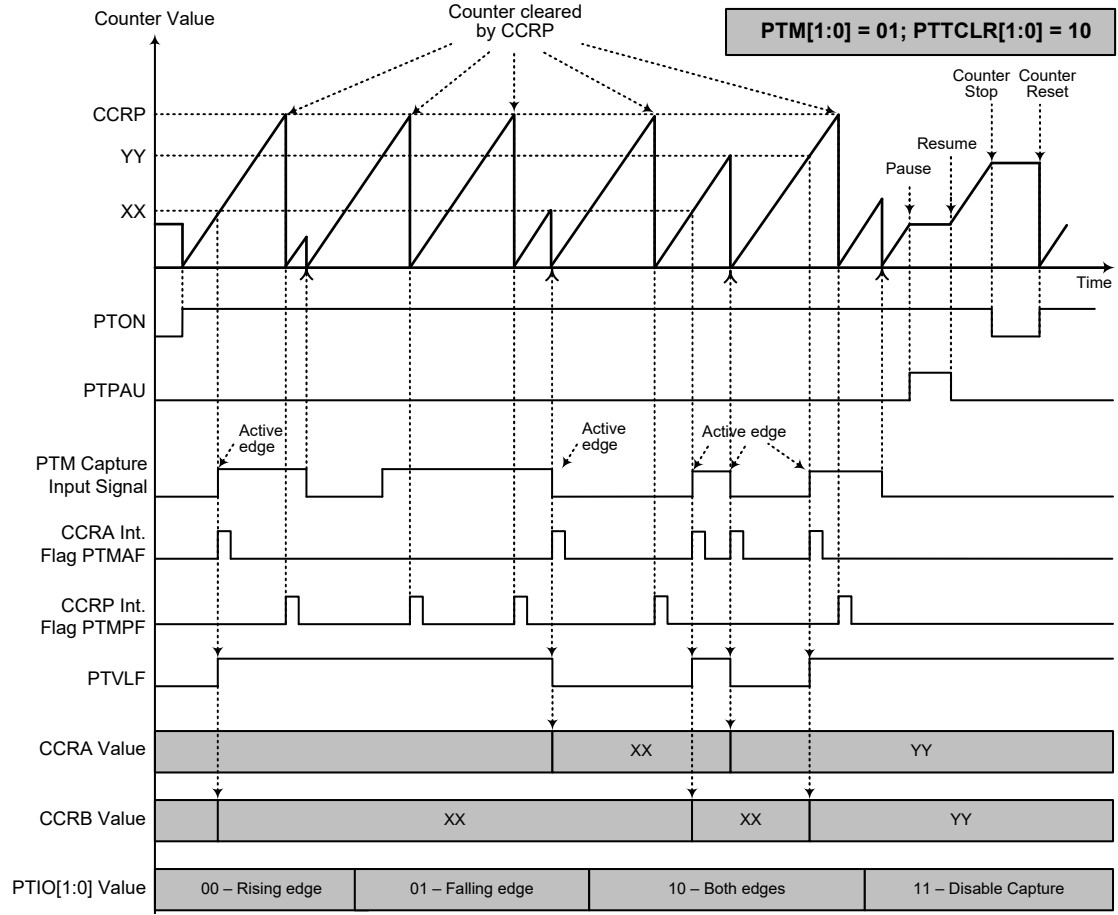 Counter Value
Counter cleared
by CCRP
PTM[1:0] = 01; PTTCLR[1:0] = 10
Counter
Stop
Counter
Reset
CCRP
YY
XX
Pause
Resume
Time
PTON
PTPAU
Active
edge
Active
edge
Active edge
PTM Capture
Input Signal
CCRA Int.
Flag PTMAF
CCRP Int.
Flag PTMPF
PTVLF
CCRA Value
XX
YY
CCRB Value
XX
XX
YY
PTIO[1:0] Value
00 – Rising edge
01 – Falling edge
10 – Both edges
11 – Disable Capture